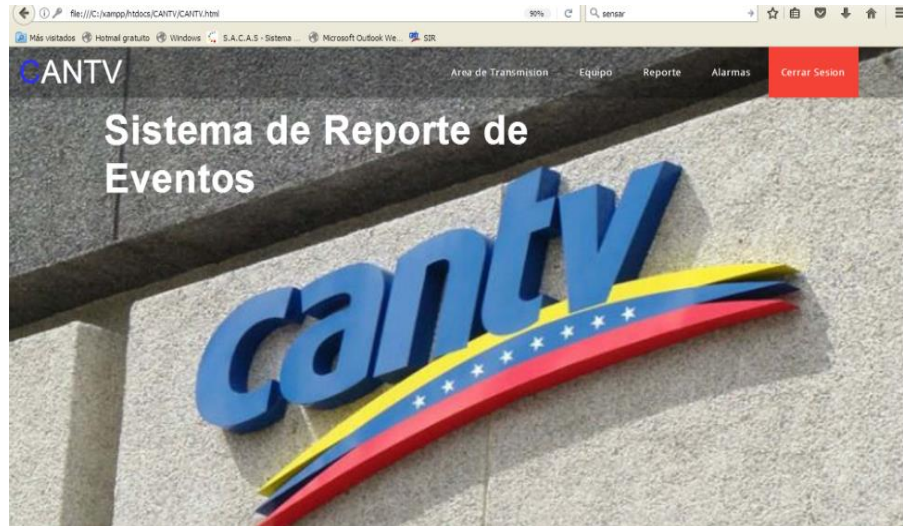 file:///C:/xampp/htdocs/CANTV/CANTV.html
90%
sensar
Más visitados
Hotmail gratuito
Windows
S.A.C.A.S - Sistema ...
Microsoft Outlook We...
SIR
CANTV
Area de Transmision
Equipo
Reporte
Alarmas
Cerrar Sesion
Sistema de Reporte de
Eventos
cantv